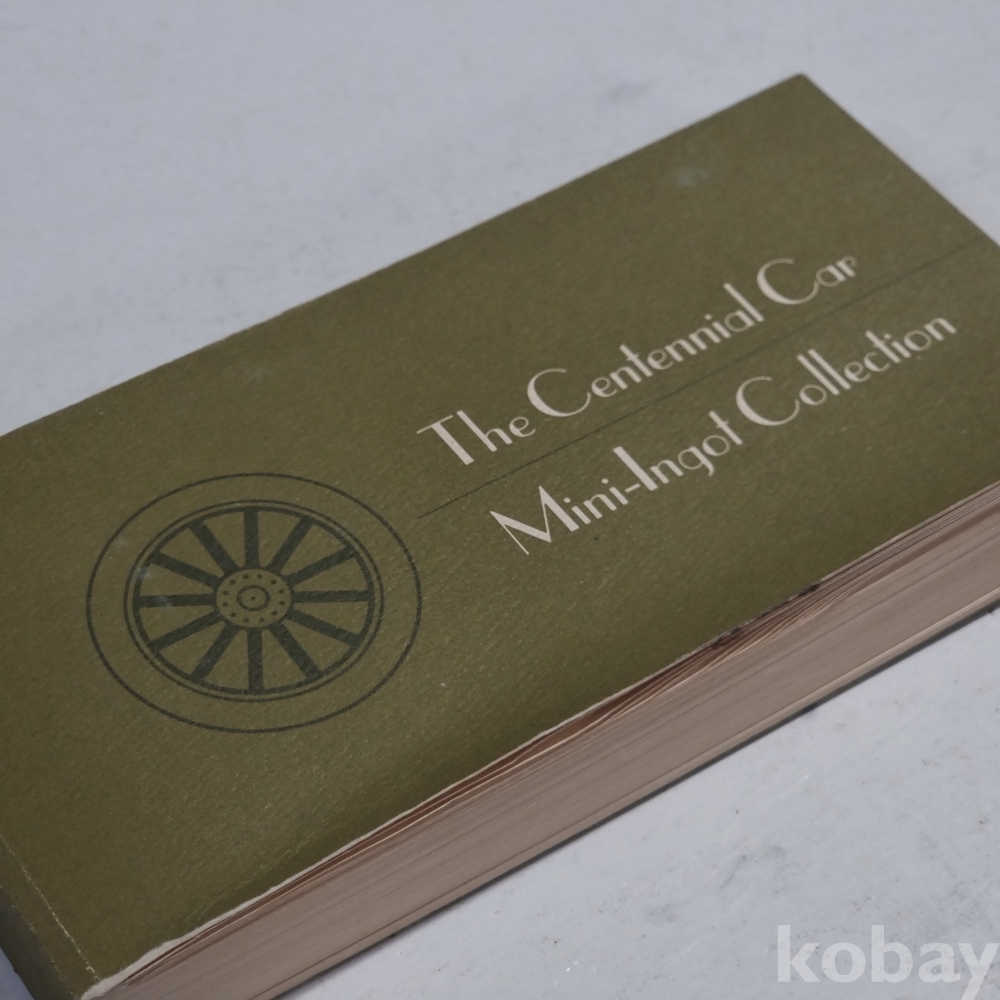 The Centennial Car
Mini-Ingot Collection
kobay